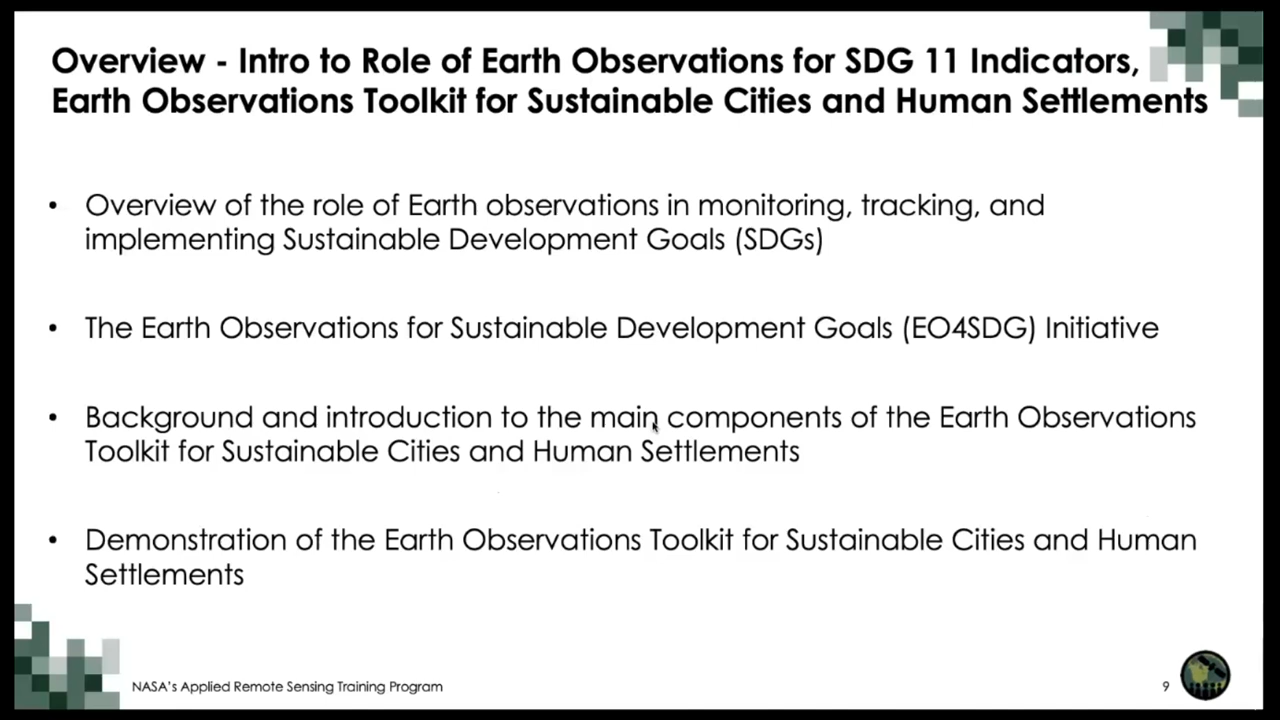 Overview - Intro to Role of Earth Observations for SDG 11 Indicators,
Earth Observations Toolkit for Sustainable Cities and Human Settlements
• Overview of the role of Earth observations in monitoring, tracking, and
implementing Sustainable Development Goals (SDGs)
• The Earth Observations for Sustainable Development Goals (EO4SDG) Initiative
• Background and introduction to the main components of the Earth Observations
Toolkit for Sustainable Cities and Human Settlements
• Demonstration of the Earth Observations Toolkit for Sustainable Cities and Human
Settlements
NASA's Applied Remote Sensing Training Program
9